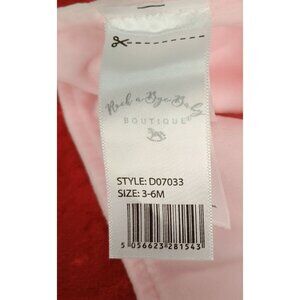 Rock a Bye Baby
BOUTIQUE
STYLE: D07033
SIZE: 3-6M
5 056623 281543